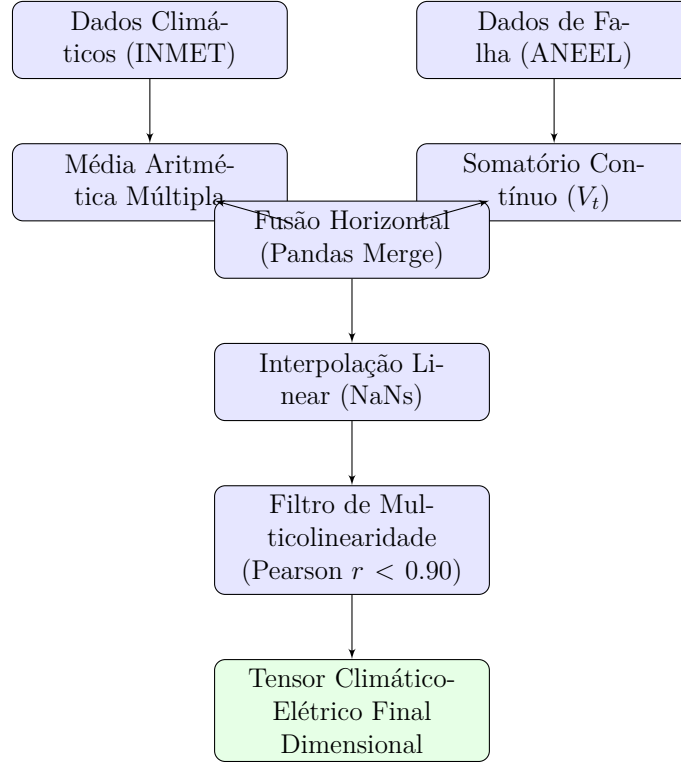 Dados Climá-
ticos (INMET)
Dados de Fa-
lha (ANEEL)
Média Aritmé-
tica Múltipla
Somatório Con-
tínuo (V_t)
Fusão Horizontal
(Pandas Merge)
Interpolação Li-
near (NaNs)
Filtro de Mul-
ticolinearidade
(Pearson r < 0.90)
Tensor Climático-
Elétrico Final
Dimensional